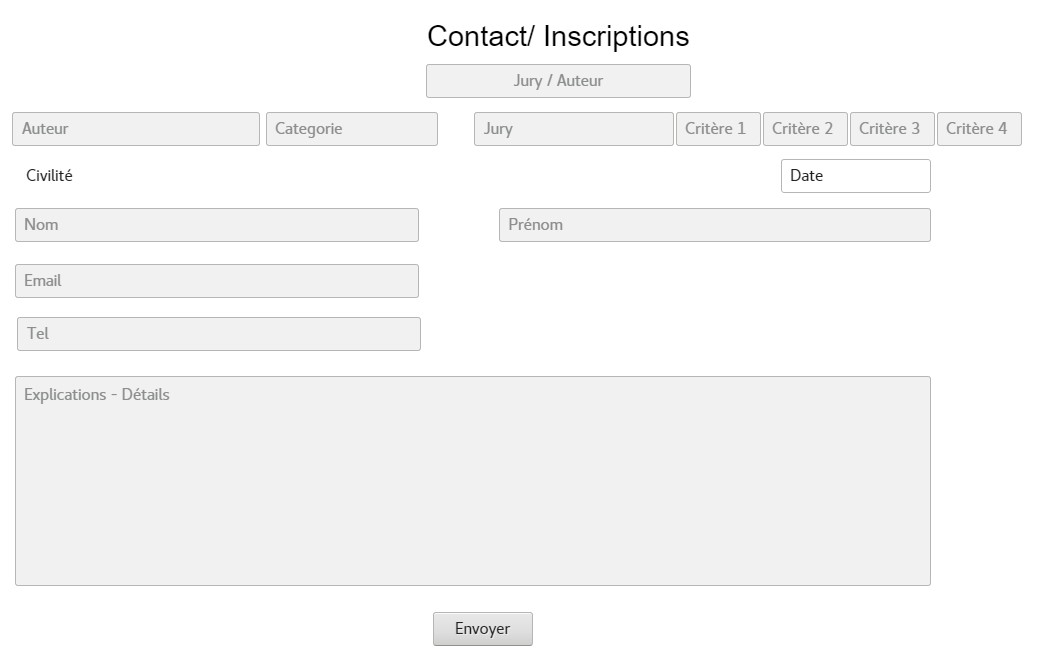 Contact/ Inscriptions
Jury / Auteur
Auteur Categorie Jury Critère 1 Critère 2 Critère 3 Critère 4
Civilité Date
Nom Prénom
Email
Tel
Explications - Détails
Envoyer